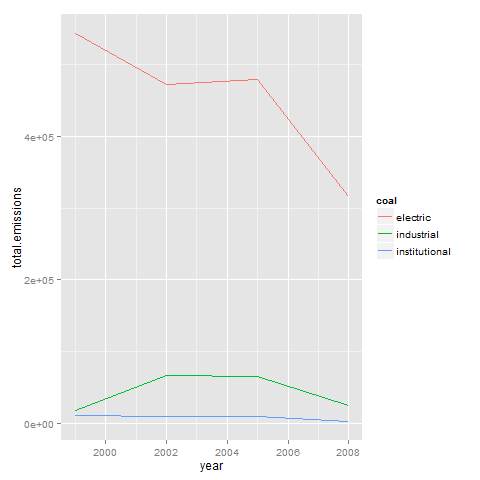 4e+05
2e+05
0e+00
2000 2002 2004 2006 2008
year
total.emissions
coal
electric
industrial
institutional